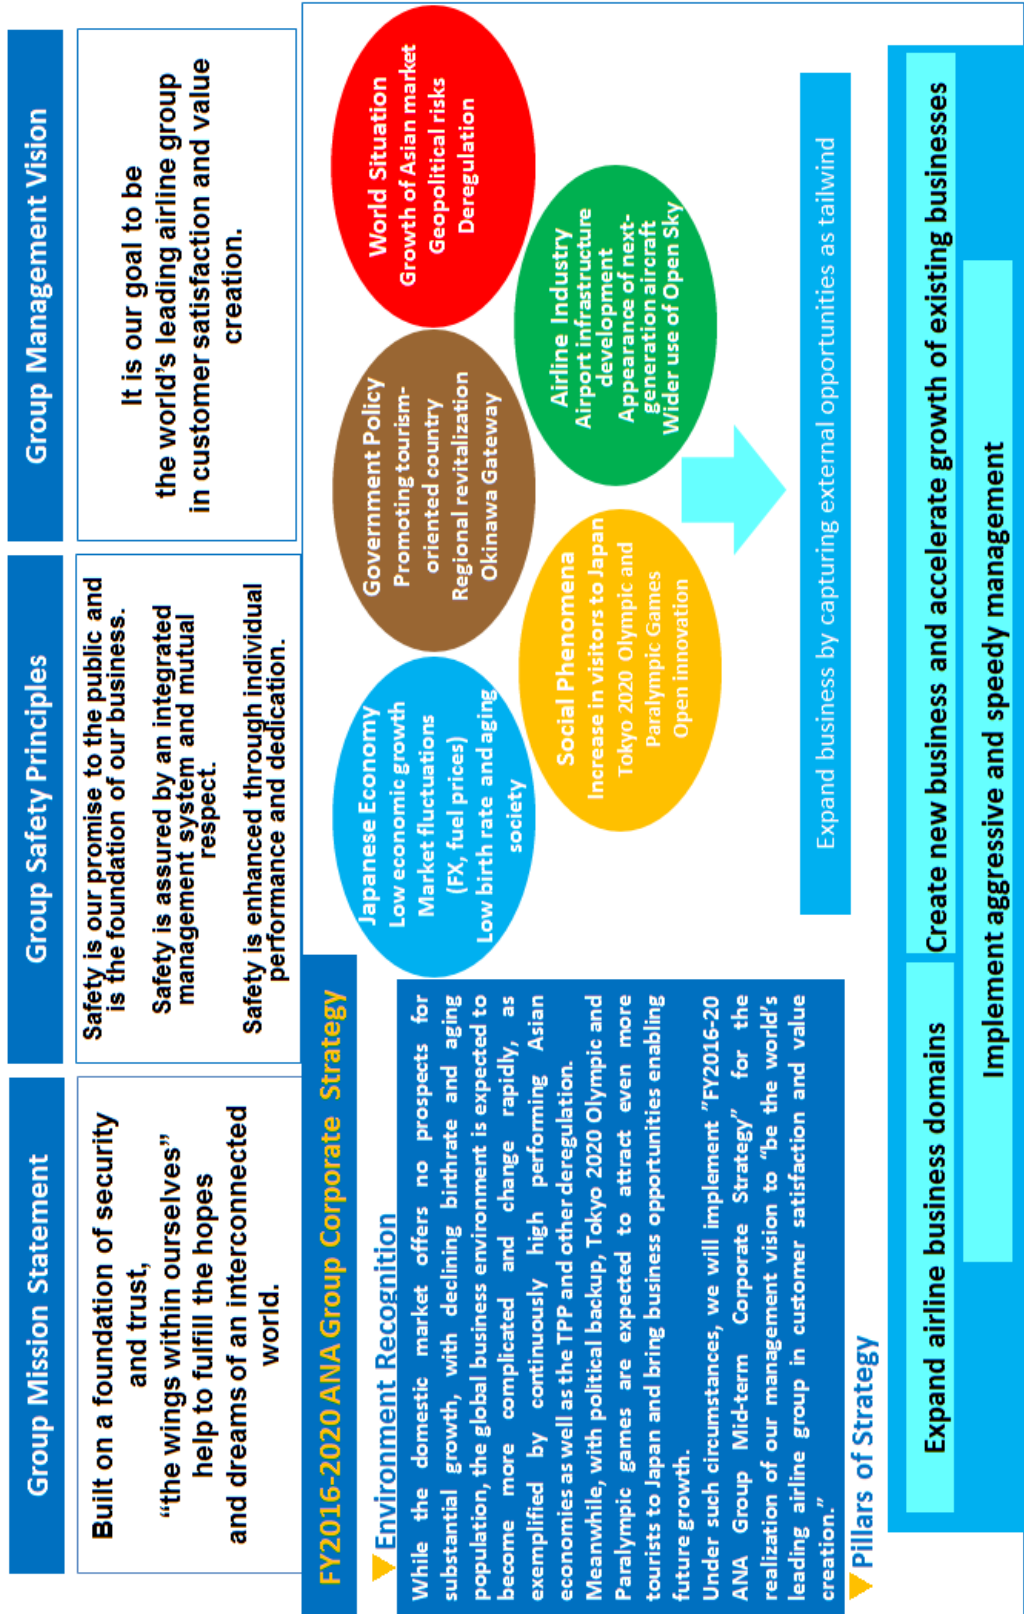 Group Mission Statement
Built on a foundation of security
and trust,
“the wings within ourselves”
help to fulfill the hopes
and dreams of an interconnected
world.
Group Safety Principles
Safety is our promise to the public and
is the foundation of our business.
Safety is assured by an integrated
management system and mutual
respect.
Safety is enhanced through individual
performance and dedication.
Group Management Vision
It is our goal to be
the world’s leading airline group
in customer satisfaction and value
creation.
FY2016-2020 ANA Group Corporate Strategy
Environment Recognition
While the domestic market offers no prospects for
substantial growth, with declining birthrate and aging
population, the global business environment is expected to
become more complicated and change rapidly, as
exemplified by continuously high performing Asian
economies as well as the TPP and other deregulation.
Meanwhile, with political backup, Tokyo 2020 Olympic and
Paralympic games are expected to attract even more
tourists to Japan and bring business opportunities enabling
future growth.
Under such circumstances, we will implement ”FY2016-20
ANA Group Mid-term Corporate Strategy” for the
realization of our management vision to “be the world’s
leading airline group in customer satisfaction and value
creation.”
Japanese Economy
Low economic growth
Market fluctuations
(FX, fuel prices)
Low birth rate and aging
society
Government Policy
Promoting tourism-
oriented country
Regional revitalization
Okinawa Gateway
World Situation
Growth of Asian market
Geopolitical risks
Deregulation
Social Phenomena
Increase in visitors to Japan
Tokyo 2020 Olympic and
Paralympic Games
Open innovation
Airline Industry
Airport infrastructure
development
Appearance of next-
generation aircraft
Wider use of Open Sky
Expand business by capturing external opportunities as tailwind
Pillars of Strategy
Expand airline business domains
Create new business and accelerate growth of existing businesses
Implement aggressive and speedy management